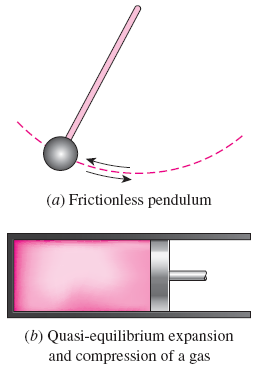 (a) Frictionless pendulum
(b) Quasi-equilibrium expansion
and compression of a gas